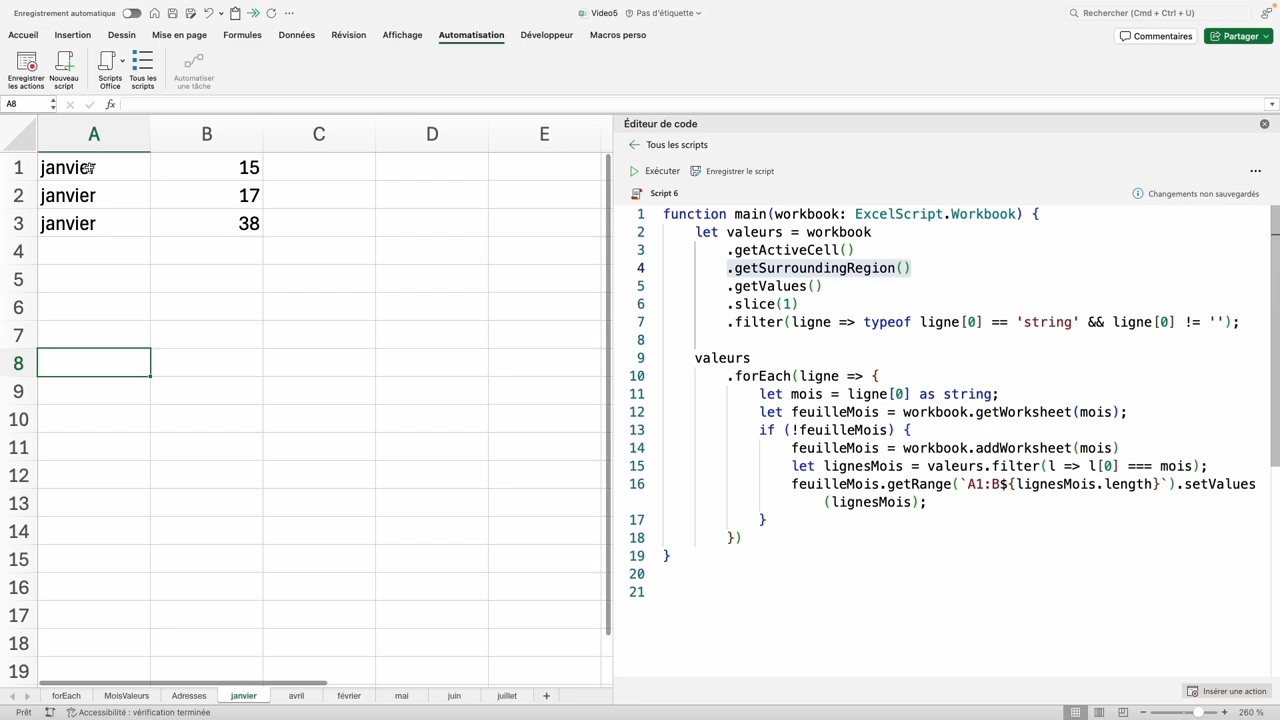 Enregistrement automatique
Video5
Pas d'étiquette
Rechercher (Cmd + Ctrl + U)
Accueil Insertion Dessin Mise en page Formules Données Révision Affichage Automatisation Développeur Macros perso
Commentaires
Partager
Enregistrer les actions
Nouveau script
Scripts Office
Tous les scripts
Automatiser une tâche
A8
fx
A B C D E
1 janvier 15
2 janvier 17
3 janvier 38
4
5
6
7
8
9
10
11
12
13
14
15
16
17
18
19
forEach MoisValeurs Adresses janvier avril février mai juin juillet
Prêt
Accessibilité : vérification terminée
260 %
Éditeur de code
Tous les scripts
Exécuter
Enregistrer le script
Script 6
Changements non sauvegardés
1 function main(workbook: ExcelScript.Workbook) {
2 let valeurs = workbook
3 .getActiveCell()
4 .getSurroundingRegion()
5 .getValues()
6 .slice(1)
7 .filter(ligne => typeof ligne[0] == 'string' && ligne[0] != '');
8
9 valeurs
10 .forEach(ligne => {
11 let mois = ligne[0] as string;
12 let feuilleMois = workbook.getWorksheet(mois);
13 if (!feuilleMois) {
14 feuilleMois = workbook.addWorksheet(mois)
15 let lignesMois = valeurs.filter(l => l[0] === mois);
16 feuilleMois.getRange(`A1:B${lignesMois.length}`).setValues
(lignesMois);
17 }
18 })
19 }
20
21
Insérer une action